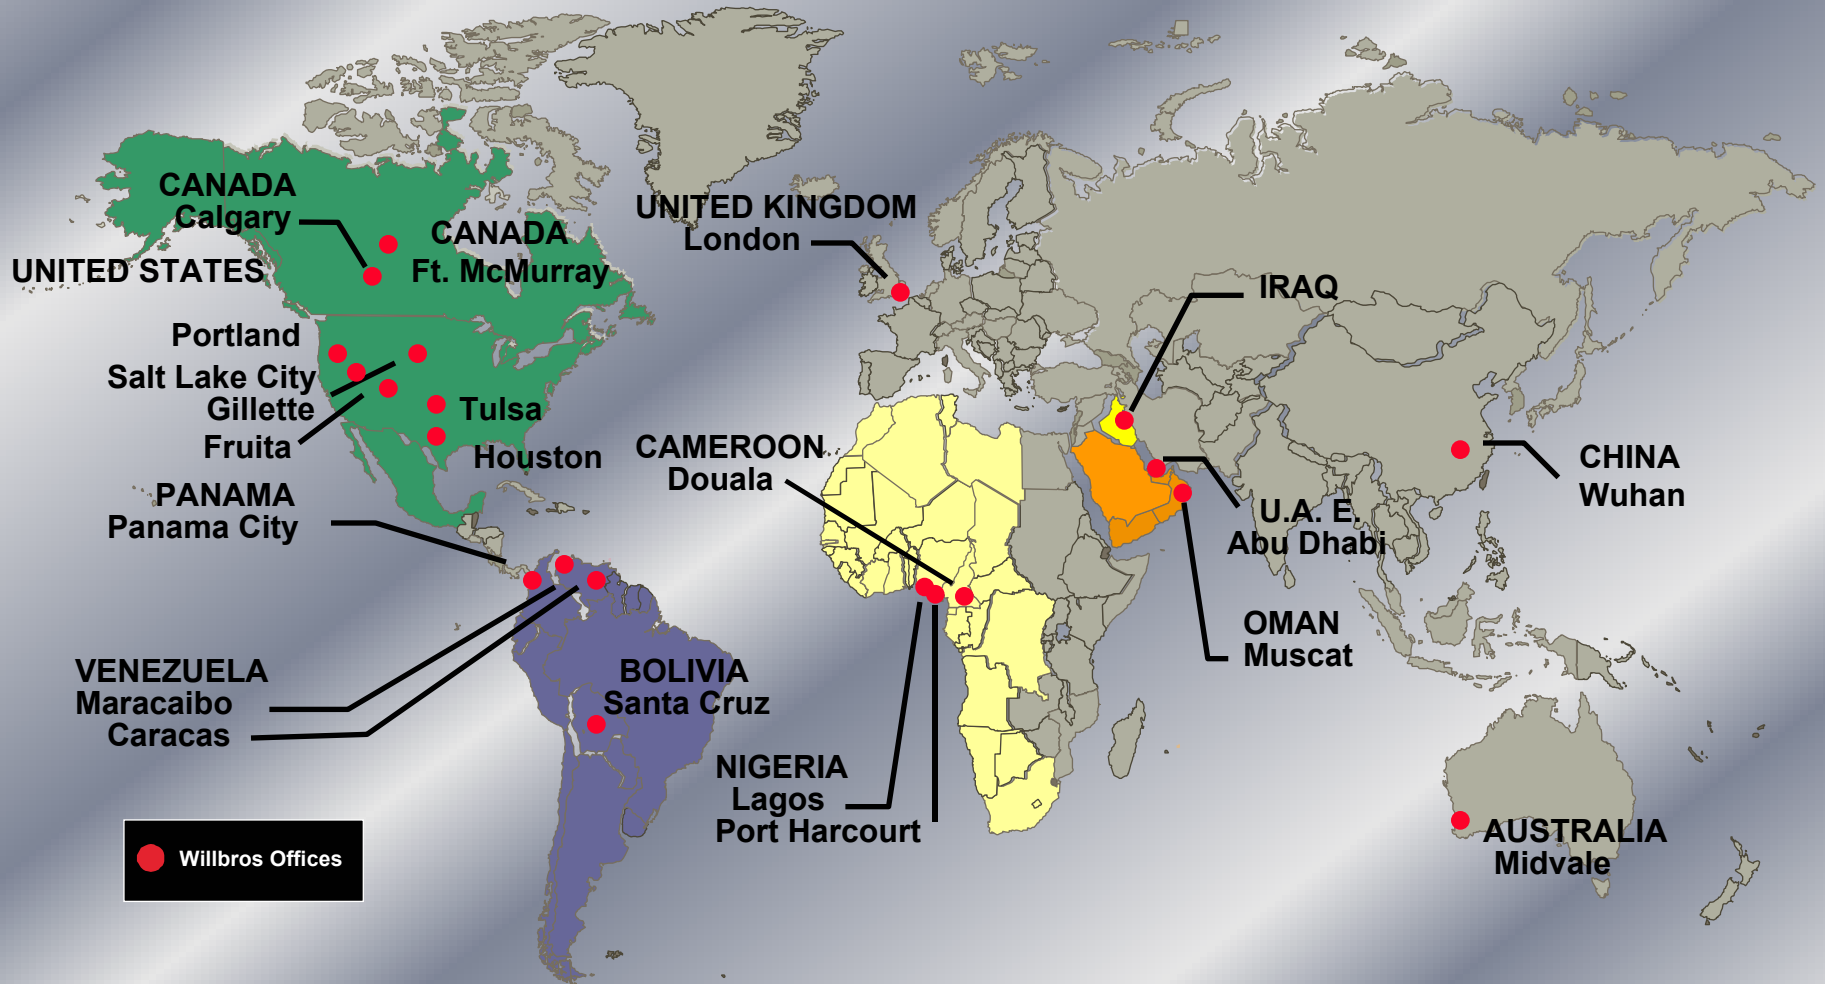 CANADA
Calgary
CANADA
Ft. McMurray
UNITED STATES
Portland
Salt Lake City
Gillette
Fruita
Tulsa
Houston
PANAMA
Panama City
VENEZUELA
Maracaibo
Caracas
BOLIVIA
Santa Cruz
UNITED KINGDOM
London
CAMEROON
Douala
NIGERIA
Lagos
Port Harcourt
IRAQ
U.A. E.
Abu Dhabi
OMAN
Muscat
CHINA
Wuhan
AUSTRALIA
Midvale
Willbros Offices